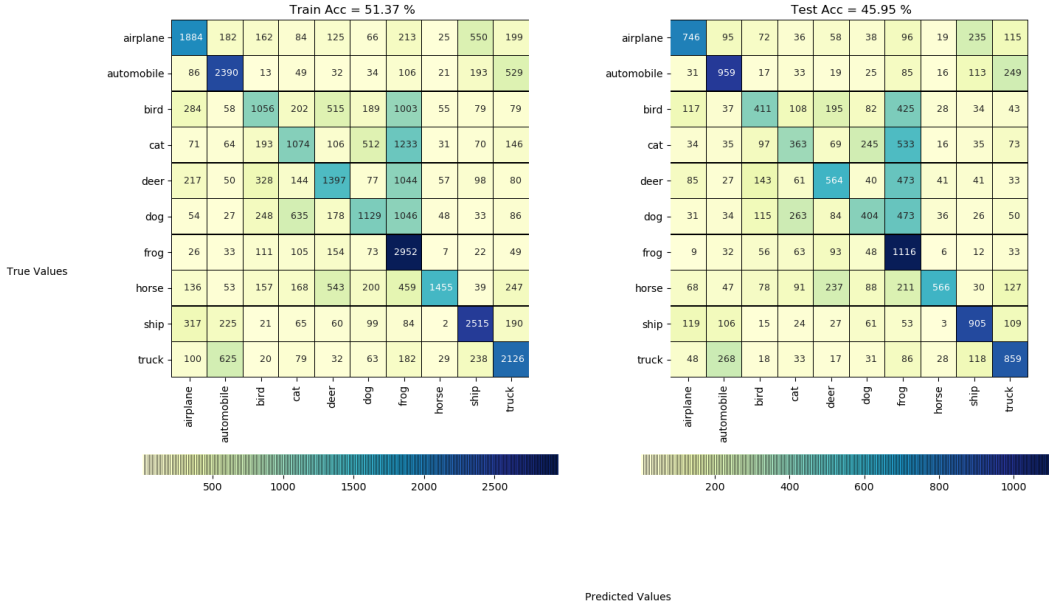 Train Acc = 51.37 %
airplane 1884 182 162 84 125 66 213 25 550 199
automobile 86 2390 13 49 32 34 106 21 193 529
bird 284 58 1056 202 515 189 1003 55 79 79
cat 71 64 193 1074 106 512 1233 31 70 146
deer 217 50 328 144 1397 77 1044 57 98 80
dog 54 27 248 635 178 1129 1046 48 33 86
frog 26 33 111 105 154 73 2952 7 22 49
True Values
horse 136 53 157 168 543 200 459 1455 39 247
ship 317 225 21 65 60 99 84 2 2515 190
truck 100 625 20 79 32 63 182 29 238 2126
airplane automobile bird cat deer dog frog horse ship truck
500 1000 1500 2000 2500
Test Acc = 45.95 %
airplane 746 95 72 36 58 38 96 19 235 115
automobile 31 959 17 33 19 25 85 16 113 249
bird 117 37 411 108 195 82 425 28 34 43
cat 34 35 97 363 69 245 533 16 35 73
deer 85 27 143 61 564 40 473 41 41 33
dog 31 34 115 263 84 404 473 36 26 50
frog 9 32 56 63 93 48 1116 6 12 33
horse 68 47 78 91 237 88 211 566 30 127
ship 119 106 15 24 27 61 53 3 905 109
truck 48 268 18 33 17 31 86 28 118 859
airplane automobile bird cat deer dog frog horse ship truck
200 400 600 800 1000
Predicted Values